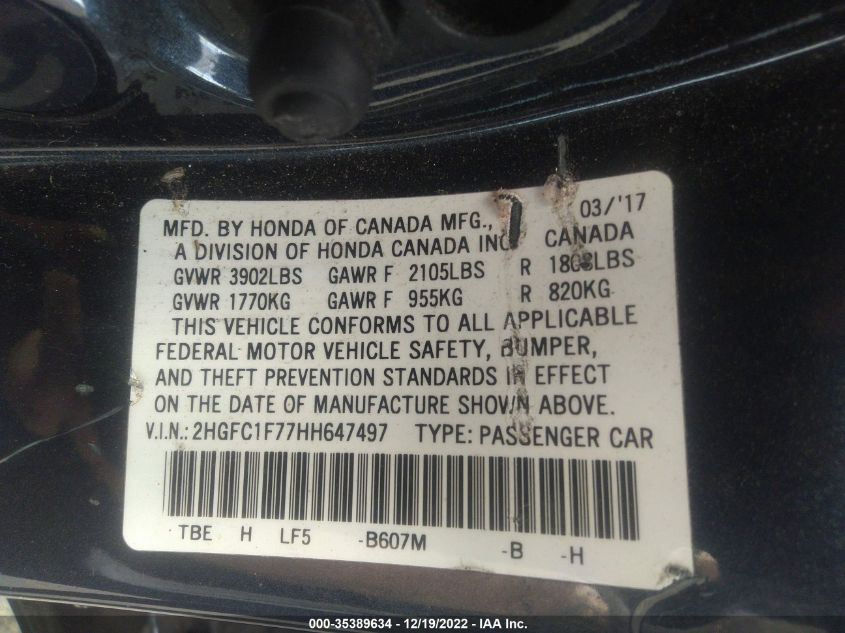 03/'17
MFD. BY HONDA OF CANADA MFG.,
A DIVISION OF HONDA CANADA INC CANADA
GVWR 3902LBS GAWR F 2105LBS R 1808LBS
GVWR 1770KG GAWR F 955KG R 820KG
THIS VEHICLE CONFORMS TO ALL APPLICABLE
FEDERAL MOTOR VEHICLE SAFETY, BUMPER,
AND THEFT PREVENTION STANDARDS IN EFFECT
ON THE DATE OF MANUFACTURE SHOWN ABOVE.
V.I.N.: 2HGFC1F77HH647497 TYPE: PASSENGER CAR
TBE H LF5 -B607M -B -H
000-35389634 - 12/19/2022 - IAA Inc.